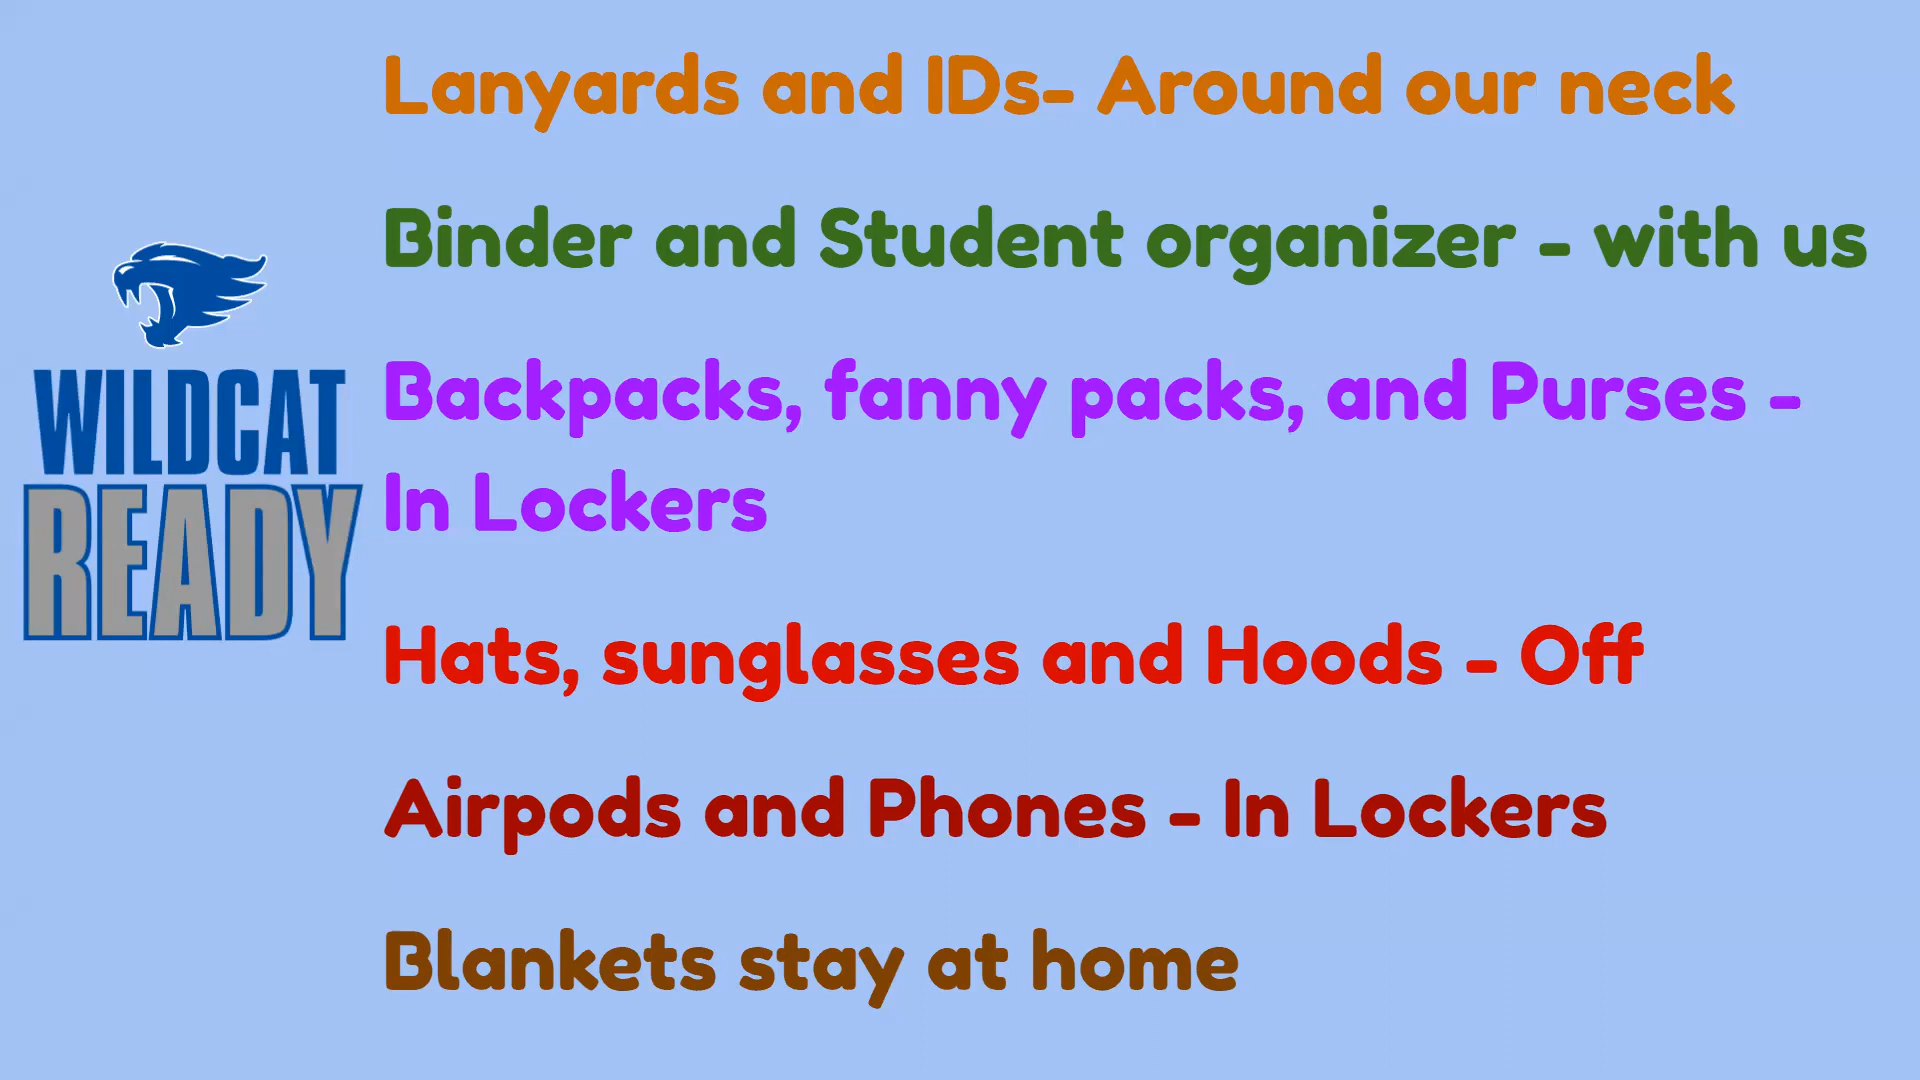 Lanyards and IDs- Around our neck
Binder and Student organizer - with us
Backpacks, fanny packs, and Purses -
In Lockers
WILDCAT
READY
Hats, sunglasses and Hoods - Off
Airpods and Phones - In Lockers
Blankets stay at home